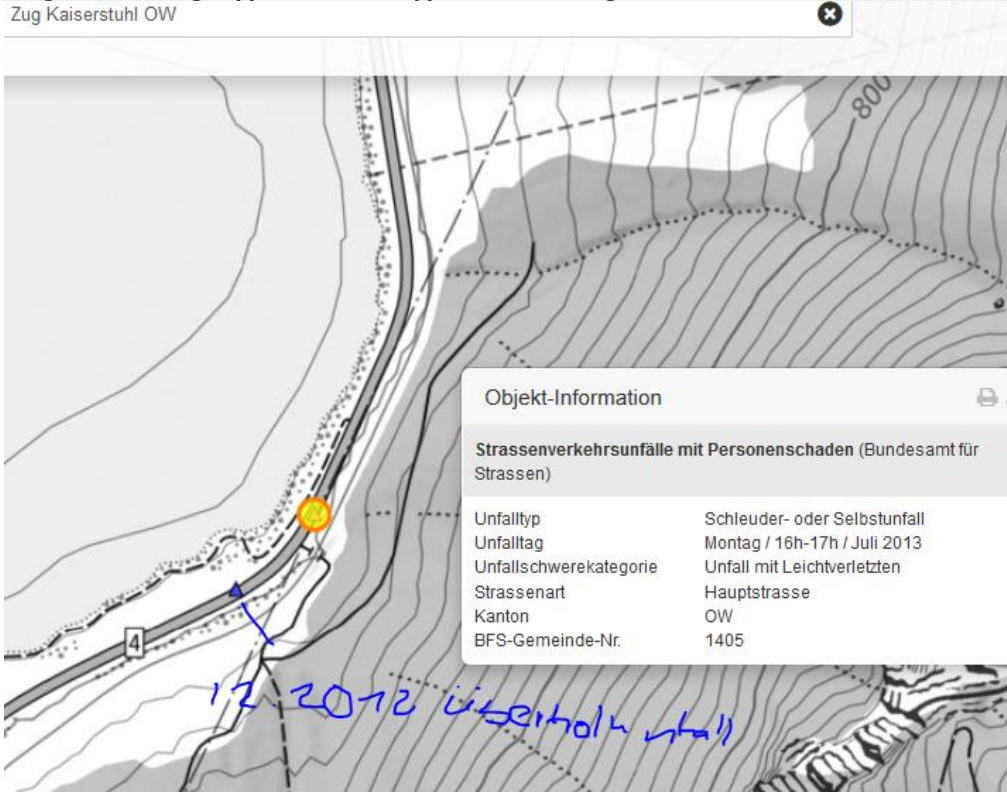 Zug Kaiserstuhl OW
800
Objekt-Information
Strassenverkehrsunfälle mit Personenschaden (Bundesamt für
Strassen)
Unfalltyp Schleuder- oder Selbstunfall
Unfalltag Montag / 16h-17h / Juli 2013
Unfallschwerekategorie Unfall mit Leichtverletzten
Strassenart Hauptstrasse
Kanton OW
BFS-Gemeinde-Nr. 1405
4
12.2012 Überholunfall